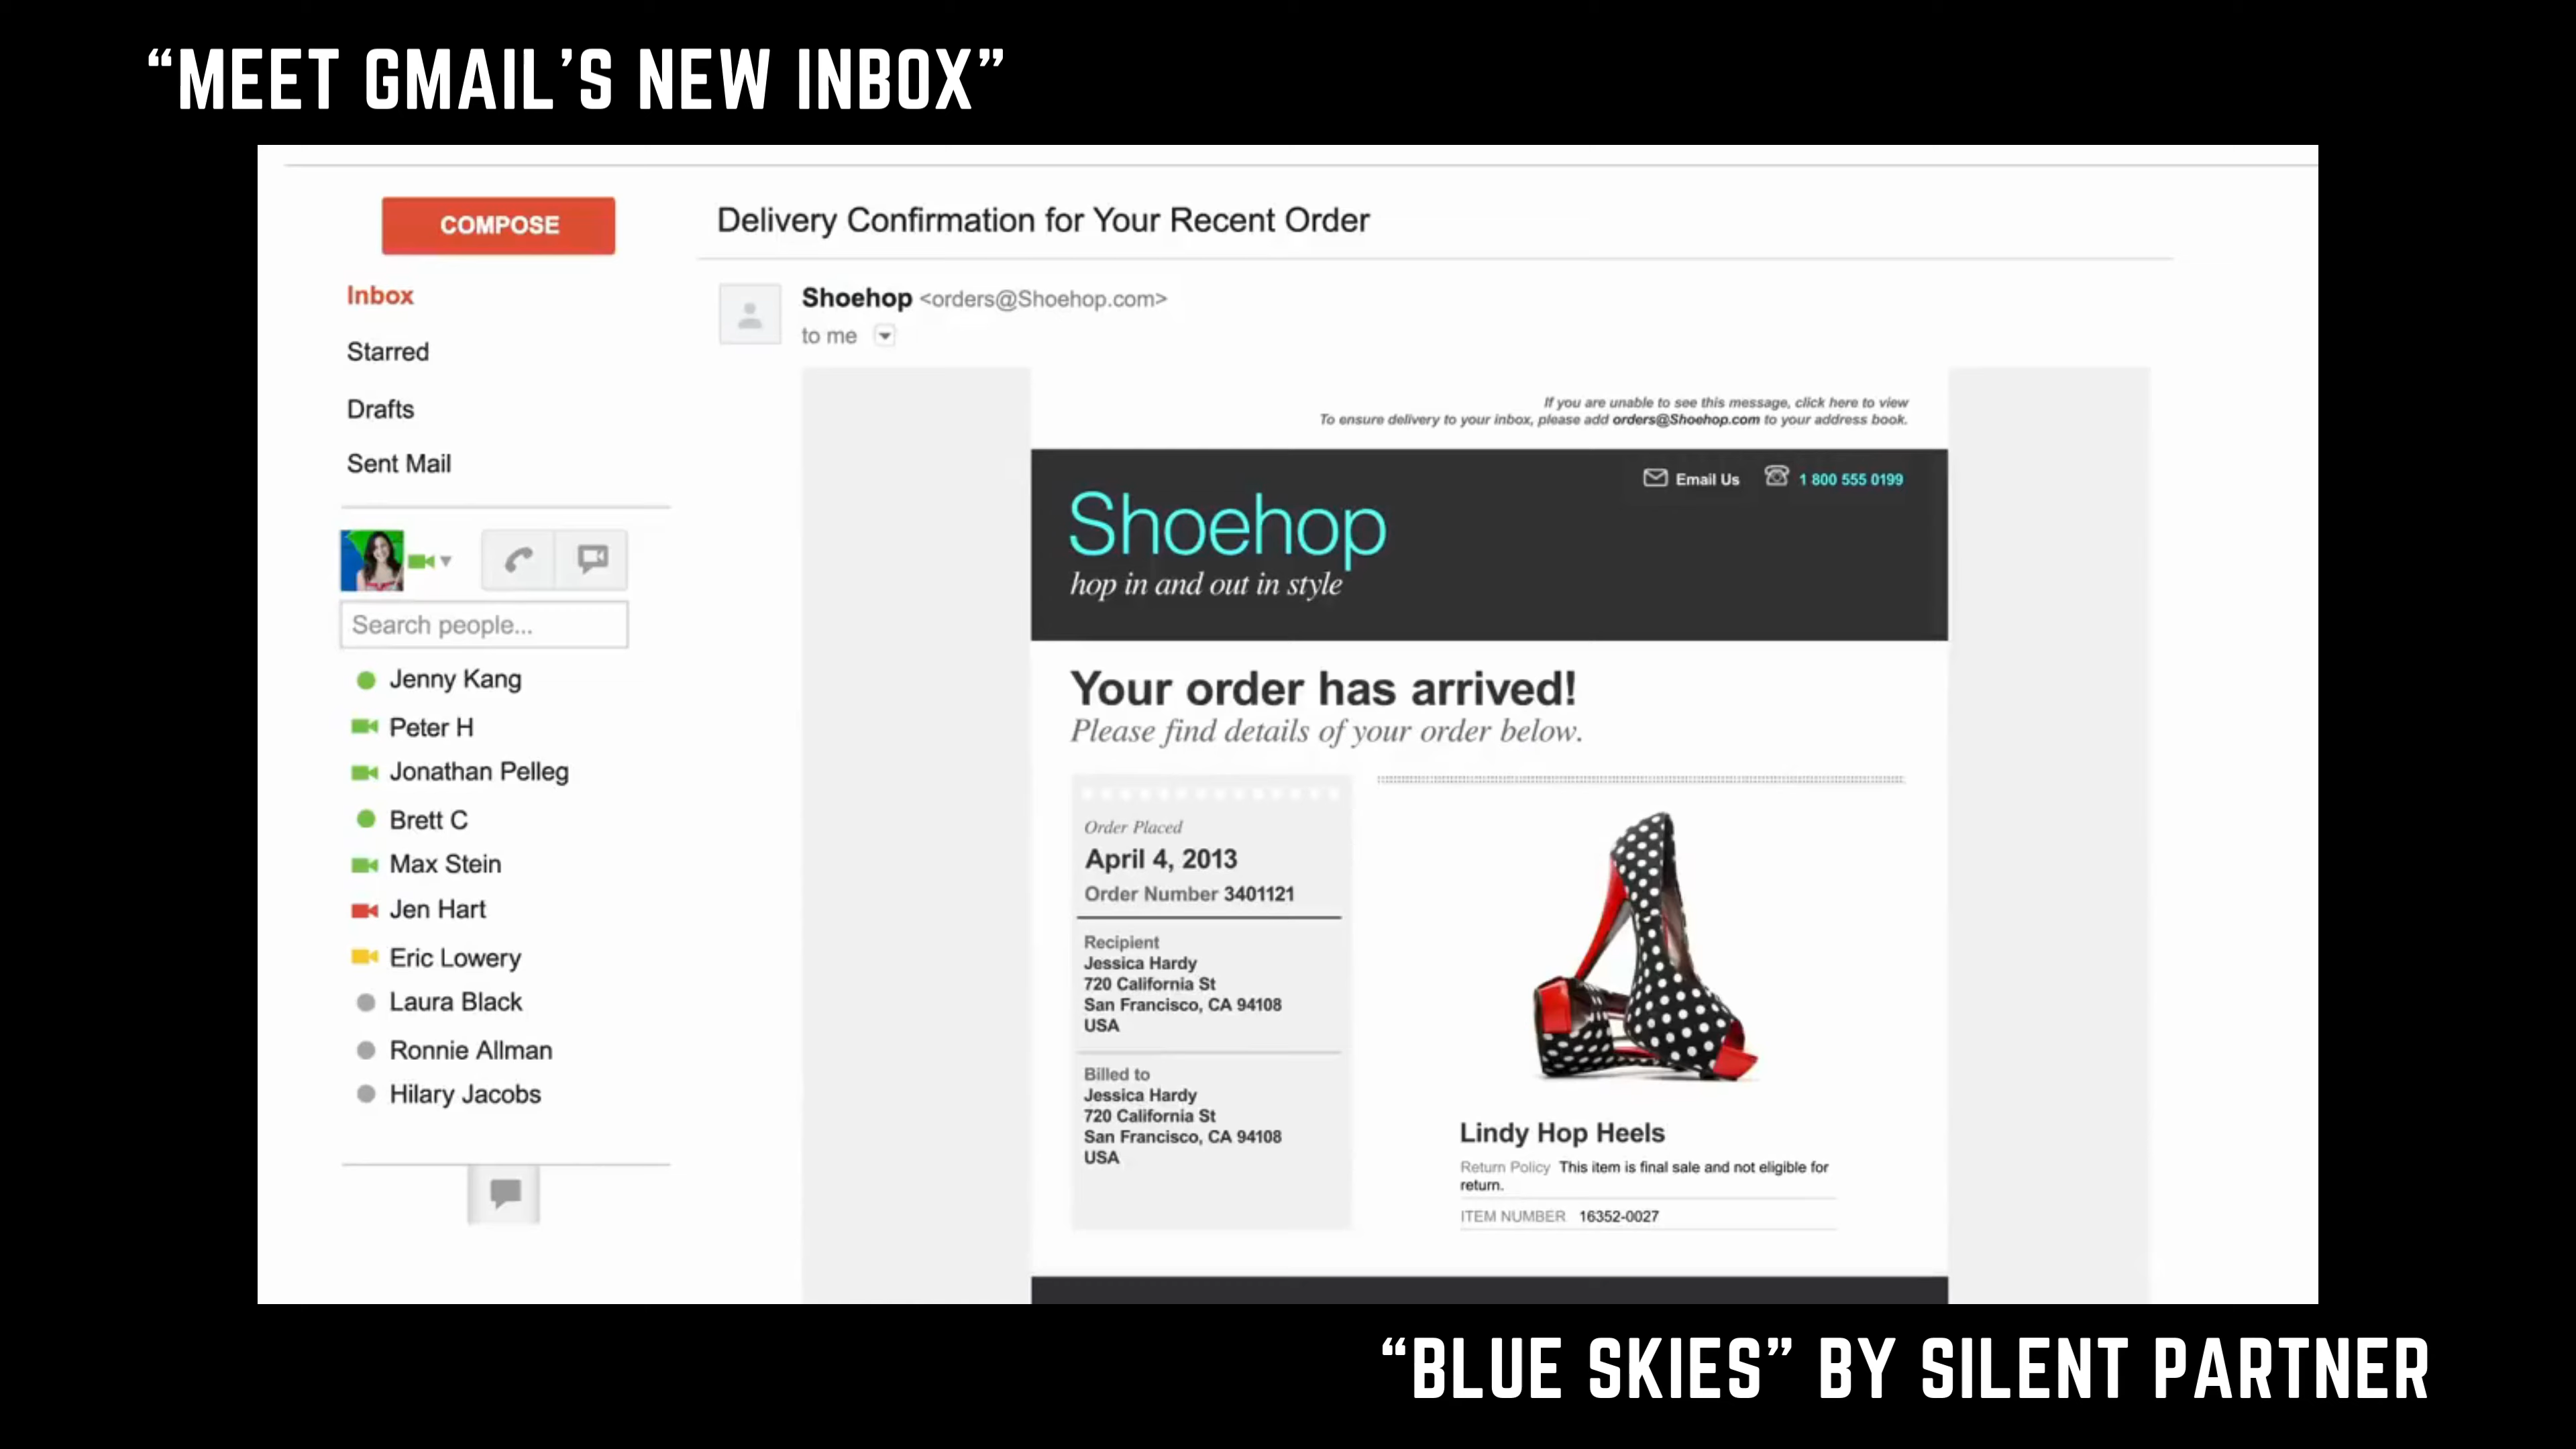 “MEET GMAIL’S NEW INBOX”
COMPOSE
Inbox
Starred
Drafts
Sent Mail
Search people...
Jenny Kang
Peter H
Jonathan Pelleg
Brett C
Max Stein
Jen Hart
Eric Lowery
Laura Black
Ronnie Allman
Hilary Jacobs
Delivery Confirmation for Your Recent Order
Shoehop <orders@Shoehop.com>
to me
If you are unable to see this message, click here to view
To ensure delivery to your inbox, please add orders@Shoehop.com to your address book.
Email Us 1 800 555 0199
Shoehop
hop in and out in style
Your order has arrived!
Please find details of your order below.
Order Placed
April 4, 2013
Order Number 3401121
Recipient
Jessica Hardy
720 California St
San Francisco, CA 94108
USA
Billed to
Jessica Hardy
720 California St
San Francisco, CA 94108
USA
Lindy Hop Heels
Return Policy This item is final sale and not eligible for
return.
ITEM NUMBER 16352-0027
“BLUE SKIES” BY SILENT PARTNER